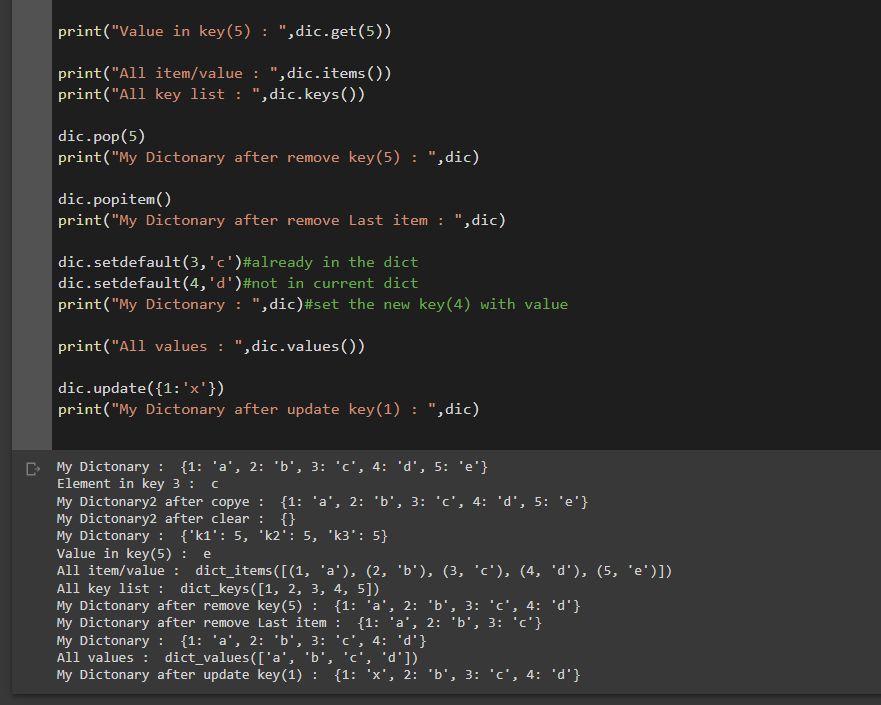 print("Value in key(5) : ",dic.get(5))
print("All item/value : ",dic.items())
print("All key list : ",dic.keys())
dic.pop(5)
print("My Dictonary after remove key(5) : ",dic)
dic.popitem()
print("My Dictonary after remove Last item : ",dic)
dic.setdefault(3,'c')#already in the dict
dic.setdefault(4,'d')#not in current dict
print("My Dictonary : ",dic)#set the new key(4) with value
print("All values : ",dic.values())
dic.update({1:'x'})
print("My Dictonary after update key(1) : ",dic)
My Dictonary :  {1: 'a', 2: 'b', 3: 'c', 4: 'd', 5: 'e'}
Element in key 3 :  c
My Dictonary2 after copye :  {1: 'a', 2: 'b', 3: 'c', 4: 'd', 5: 'e'}
My Dictonary2 after clear :  {}
My Dictonary :  {'k1': 5, 'k2': 5, 'k3': 5}
Value in key(5) :  e
All item/value :  dict_items([(1, 'a'), (2, 'b'), (3, 'c'), (4, 'd'), (5, 'e')])
All key list :  dict_keys([1, 2, 3, 4, 5])
My Dictonary after remove key(5) :  {1: 'a', 2: 'b', 3: 'c', 4: 'd'}
My Dictonary after remove Last item :  {1: 'a', 2: 'b', 3: 'c'}
My Dictonary :  {1: 'a', 2: 'b', 3: 'c', 4: 'd'}
All values :  dict_values(['a', 'b', 'c', 'd'])
My Dictonary after update key(1) :  {1: 'x', 2: 'b', 3: 'c', 4: 'd'}